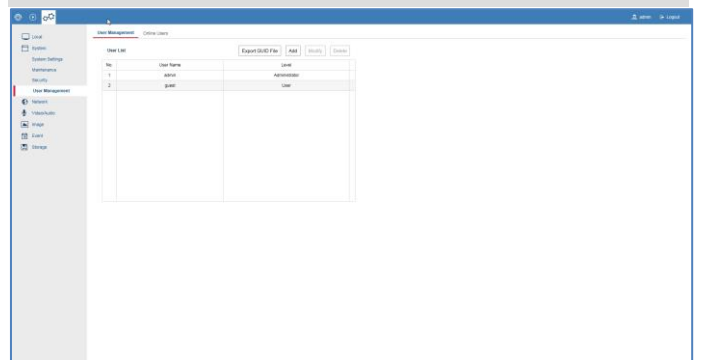 admin Logout
Local
System
System Settings
Maintenance
Security
User Management
Network
Video/Audio
Image
Event
Storage
User Management Online Users
User List Export GUID File Add Modify Delete
No. User Name Level
1 admin Administrator
2 guest User